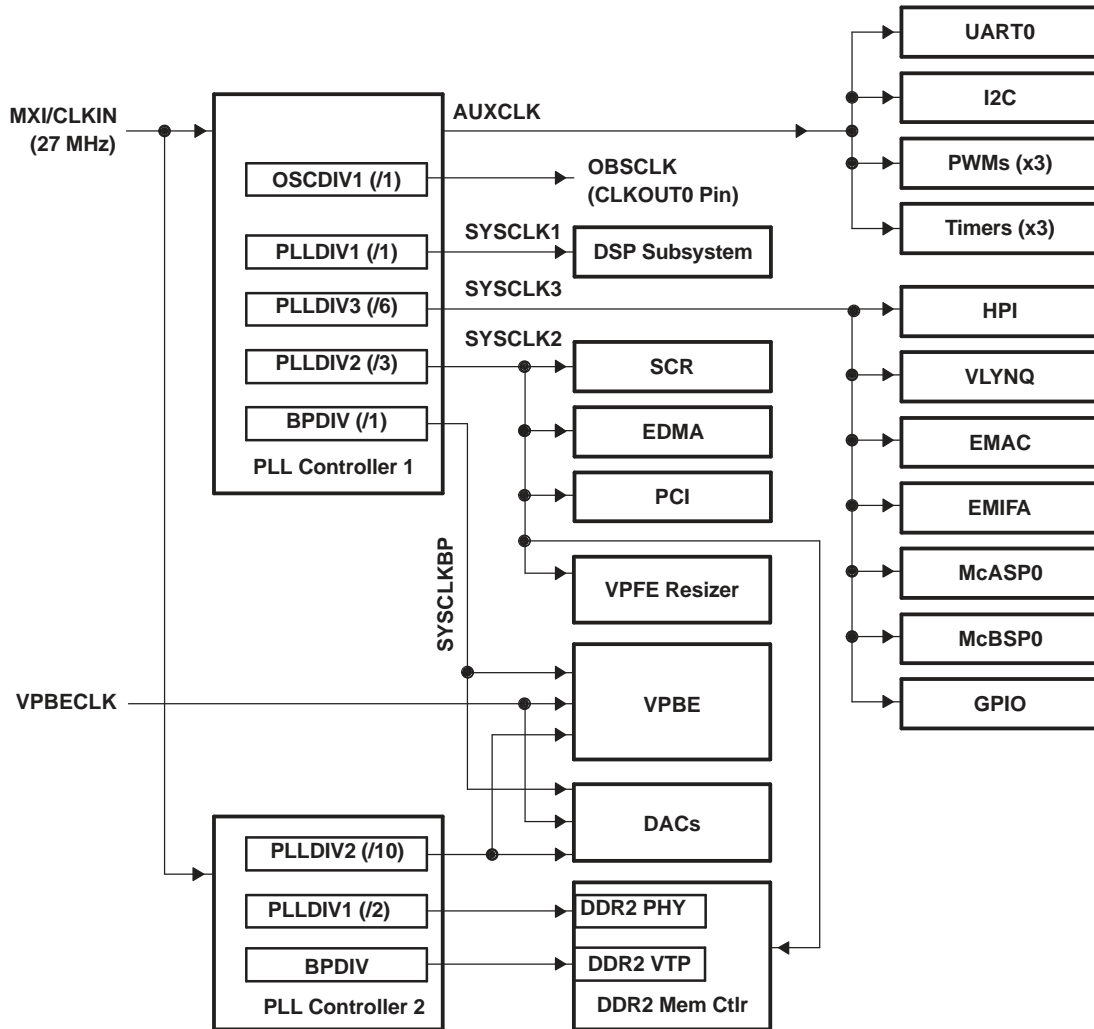 UART0
MXI/CLKIN
(27 MHz)
AUXCLK
I2C
OSCDIV1 (/1)
OBSCLK
(CLKOUT0 Pin)
PWMs (x3)
PLLDIV1 (/1)
SYSCLK1
DSP Subsystem
Timers (x3)
PLLDIV3 (/6)
SYSCLK3
HPI
PLLDIV2 (/3)
SYSCLK2
SCR
VLYNQ
BPDIV (/1)
EDMA
EMAC
PLL Controller 1
PCI
EMIFA
SYSCLKBP
VPFE Resizer
McASP0
McBSP0
VPBECLK
VPBE
GPIO
DACs
PLLDIV2 (/10)
PLLDIV1 (/2)
DDR2 PHY
BPDIV
DDR2 VTP
PLL Controller 2
DDR2 Mem Ctlr